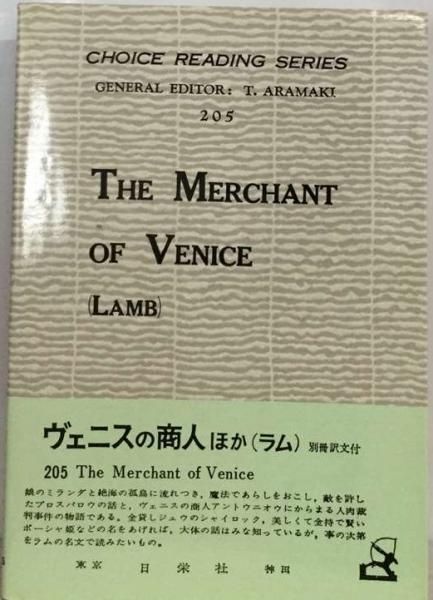 CHOICE READING SERIES
GENERAL EDITOR: T. ARAMAKI
205
THE MERCHANT
OF VENICE
(LAMB)
ヴェニスの商人 ほか(ラム) 別冊訳文付
205 The Merchant of Venice
娘のミランダと絶海の孤島に流れつき,魔法であらしをおこし,敵を許し
たプロスパロウの話と,ヴェニスの商人アントウニオウにからまる人肉裁
判事件の物語である。金貸しジュウのシャイロック,美しくて金持で賢い
ポーシャ姫などの名をあげれば,大体の話はみな知っているが,事の次第
をラムの名文で読みたいもの。
東京 日栄社 神田